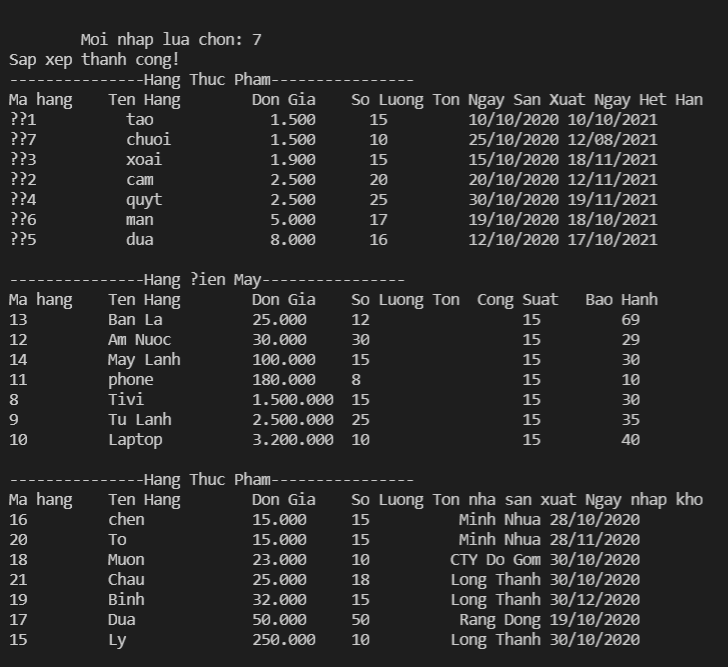 Moi nhap lua chon: 7
Sap xep thanh cong!
---------------Hang Thuc Pham----------------
Ma hang    Ten Hang        Don Gia    So Luong Ton Ngay San Xuat Ngay Het Han
??1          tao             1.500      15         10/10/2020 10/10/2021
??7          chuoi           1.500      10         25/10/2020 12/08/2021
??3          xoai            1.900      15         15/10/2020 18/11/2021
??2          cam             2.500      20         20/10/2020 12/11/2021
??4          quyt            2.500      25         30/10/2020 19/11/2021
??6          man             5.000      17         19/10/2020 18/10/2021
??5          dua             8.000      16         12/10/2020 17/10/2021
---------------Hang ?ien May----------------
Ma hang    Ten Hang        Don Gia    So Luong Ton  Cong Suat   Bao Hanh
13         Ban La          25.000     12                 15         69
12         Am Nuoc         30.000     30                 15         29
14         May Lanh        100.000    15                 15         30
11         phone           180.000    8                  15         10
8          Tivi            1.500.000  15                 15         30
9          Tu Lanh         2.500.000  25                 15         35
10         Laptop          3.200.000  10                 15         40
---------------Hang Thuc Pham----------------
Ma hang    Ten Hang        Don Gia    So Luong Ton nha san xuat Ngay nhap kho
16         chen            15.000     15          Minh Nhua 28/10/2020
20         To              15.000     15          Minh Nhua 28/11/2020
18         Muon            23.000     10         CTY Do Gom 30/10/2020
21         Chau            25.000     18         Long Thanh 30/10/2020
19         Binh            32.000     15         Long Thanh 30/12/2020
17         Dua             50.000     50          Rang Dong 19/10/2020
15         Ly              250.000    10         Long Thanh 30/10/2020